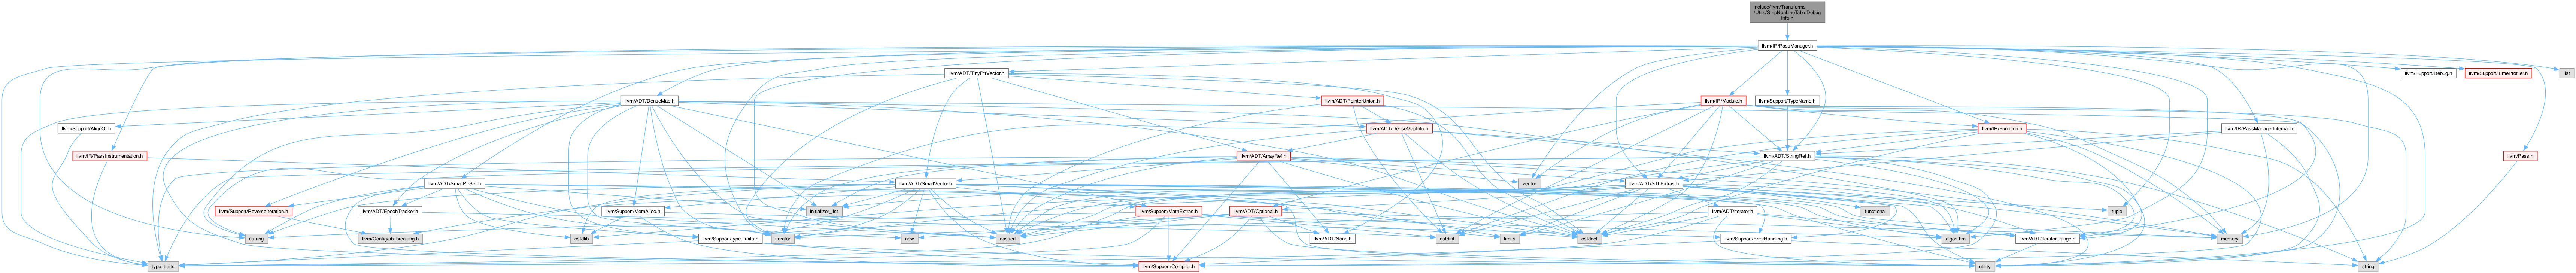 include/llvm/Transforms
/Utils/StripNonLineTableDebug
Info.h
llvm/IR/PassManager.h
llvm/ADT/TinyPtrVector.h
llvm/Support/Debug.h
llvm/Support/TimeProfiler.h
list
llvm/ADT/DenseMap.h
llvm/ADT/PointerUnion.h
llvm/IR/Module.h
llvm/Support/TypeName.h
llvm/Support/AlignOf.h
llvm/ADT/DenseMapInfo.h
llvm/IR/Function.h
llvm/IR/PassManagerInternal.h
llvm/IR/PassInstrumentation.h
llvm/ADT/ArrayRef.h
llvm/ADT/StringRef.h
llvm/Pass.h
llvm/ADT/SmallPtrSet.h
llvm/ADT/SmallVector.h
vector
llvm/ADT/STLExtras.h
llvm/Support/ReverseIteration.h
llvm/ADT/EpochTracker.h
llvm/Support/MemAlloc.h
initializer_list
llvm/Support/MathExtras.h
llvm/ADT/Optional.h
llvm/ADT/iterator.h
functional
tuple
cstring
llvm/Config/abi-breaking.h
cstdlib
llvm/Support/type_traits.h
iterator
new
cassert
llvm/ADT/None.h
cstdint
limits
cstddef
llvm/Support/ErrorHandling.h
algorithm
llvm/ADT/iterator_range.h
memory
type_traits
llvm/Support/Compiler.h
utility
string